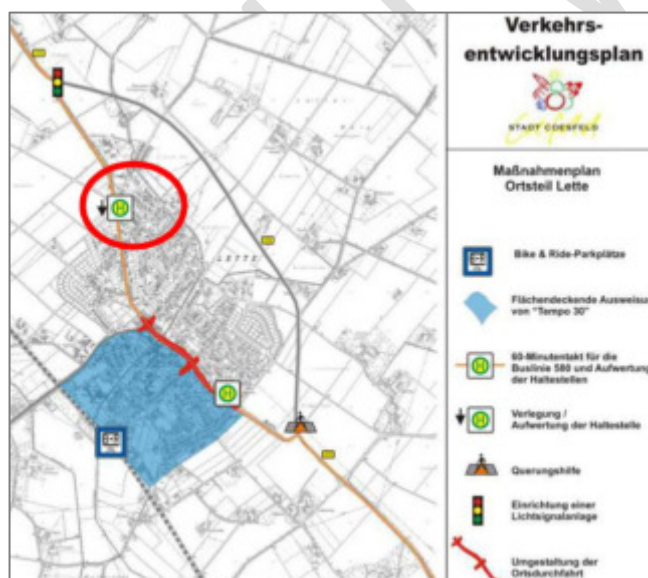 Verkehrs-
entwicklungsplan
STADT COESFELD
Maßnahmenplan
Ortsteil Lette
Bike & Ride-Parkplätze
Flächendeckende Ausweisu
von "Tempo 30"
60-Minutentakt für die
Buslinie 580 und Aufwertung
der Haltestellen
Verlegung /
Aufwertung der Haltestelle
Querungshilfe
Einrichtung einer
Lichtsignalanlage
Umgestaltung der
Ortsdurchfahrt
H
H
LETTE
H
H